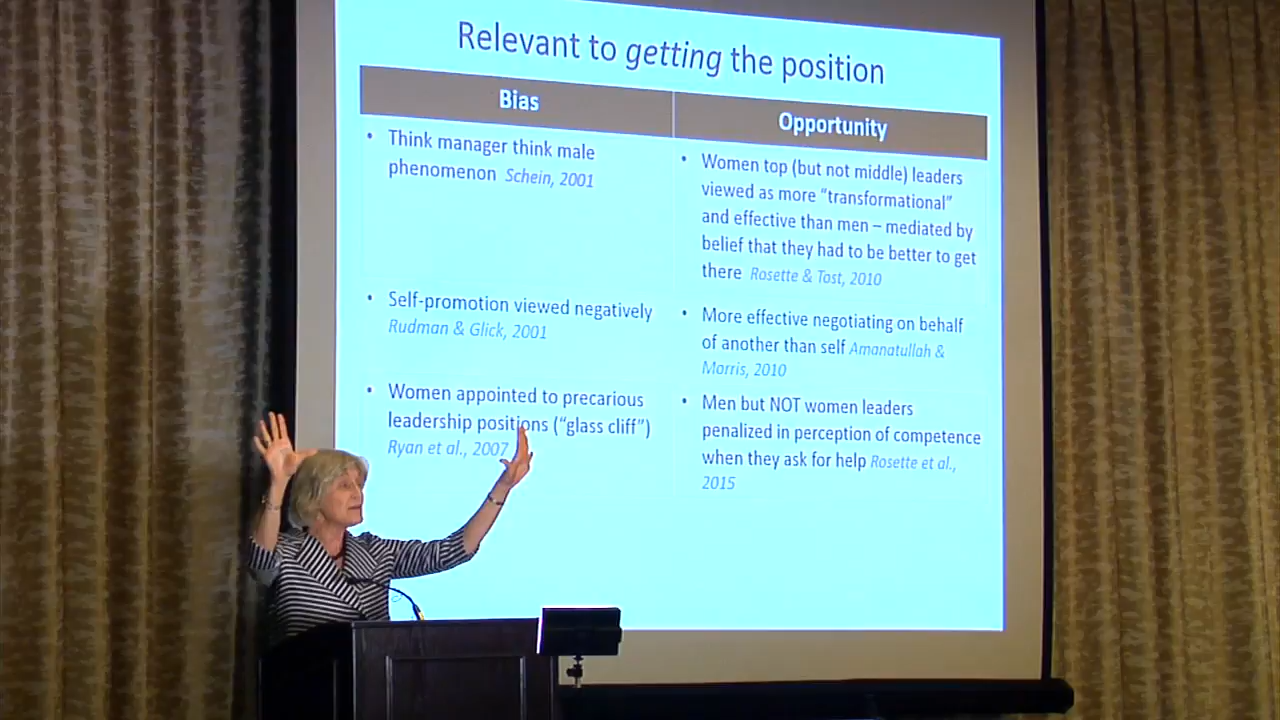 Relevant to getting the position
Bias
Opportunity
• Think manager think male
phenomenon Schein, 2001
• Women top (but not middle) leaders
viewed as more “transformational”
and effective than men – mediated by
belief that they had to be better to get
there Rosette & Tost, 2010
• Self-promotion viewed negatively
Rudman & Glick, 2001
• More effective negotiating on behalf
of another than self Amanatullah &
Morris, 2010
• Women appointed to precarious
leadership positions (“glass cliff”)
Ryan et al., 2007
• Men but NOT women leaders
penalized in perception of competence
when they ask for help Rosette et al.,
2015